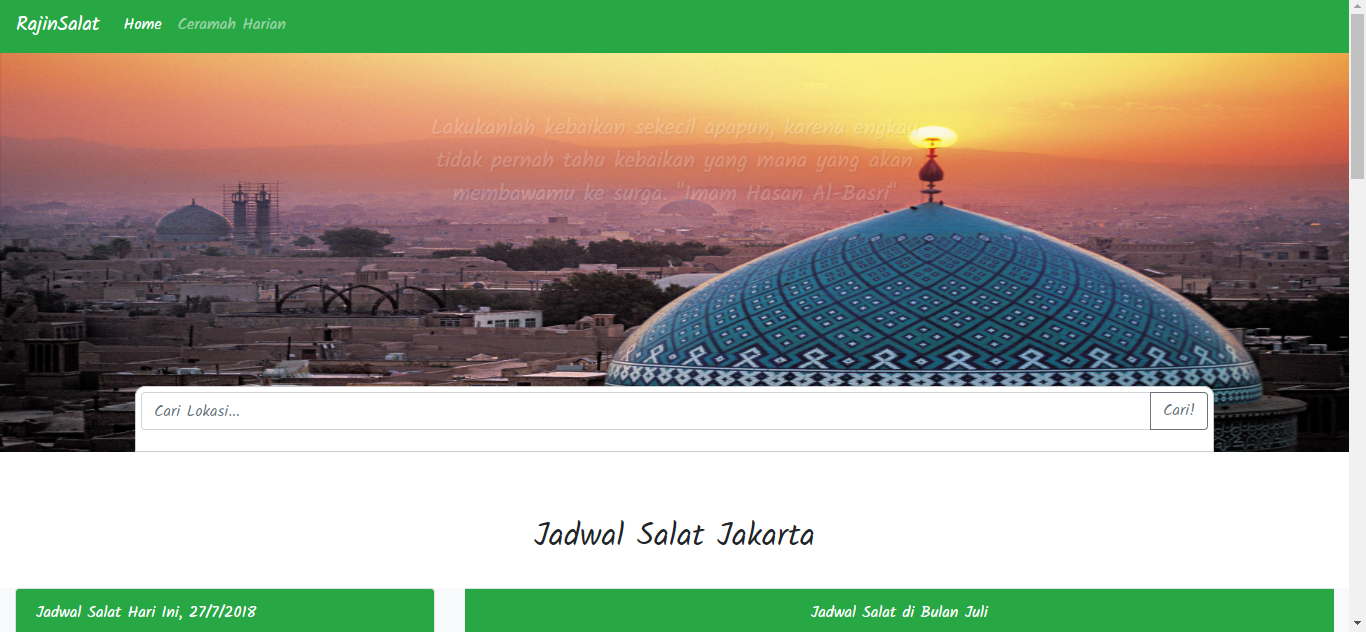 RajinSalat Home Ceramah Harian
Lakukanlah kebaikan sekecil apapun, karena engkau
tidak pernah tahu kebaikan yang mana yang akan
membawamu ke surga. "Imam Hasan Al-Basri"
Cari Lokasi... Cari!
Jadwal Salat Jakarta
Jadwal Salat Hari Ini, 27/7/2018
Jadwal Salat di Bulan Juli